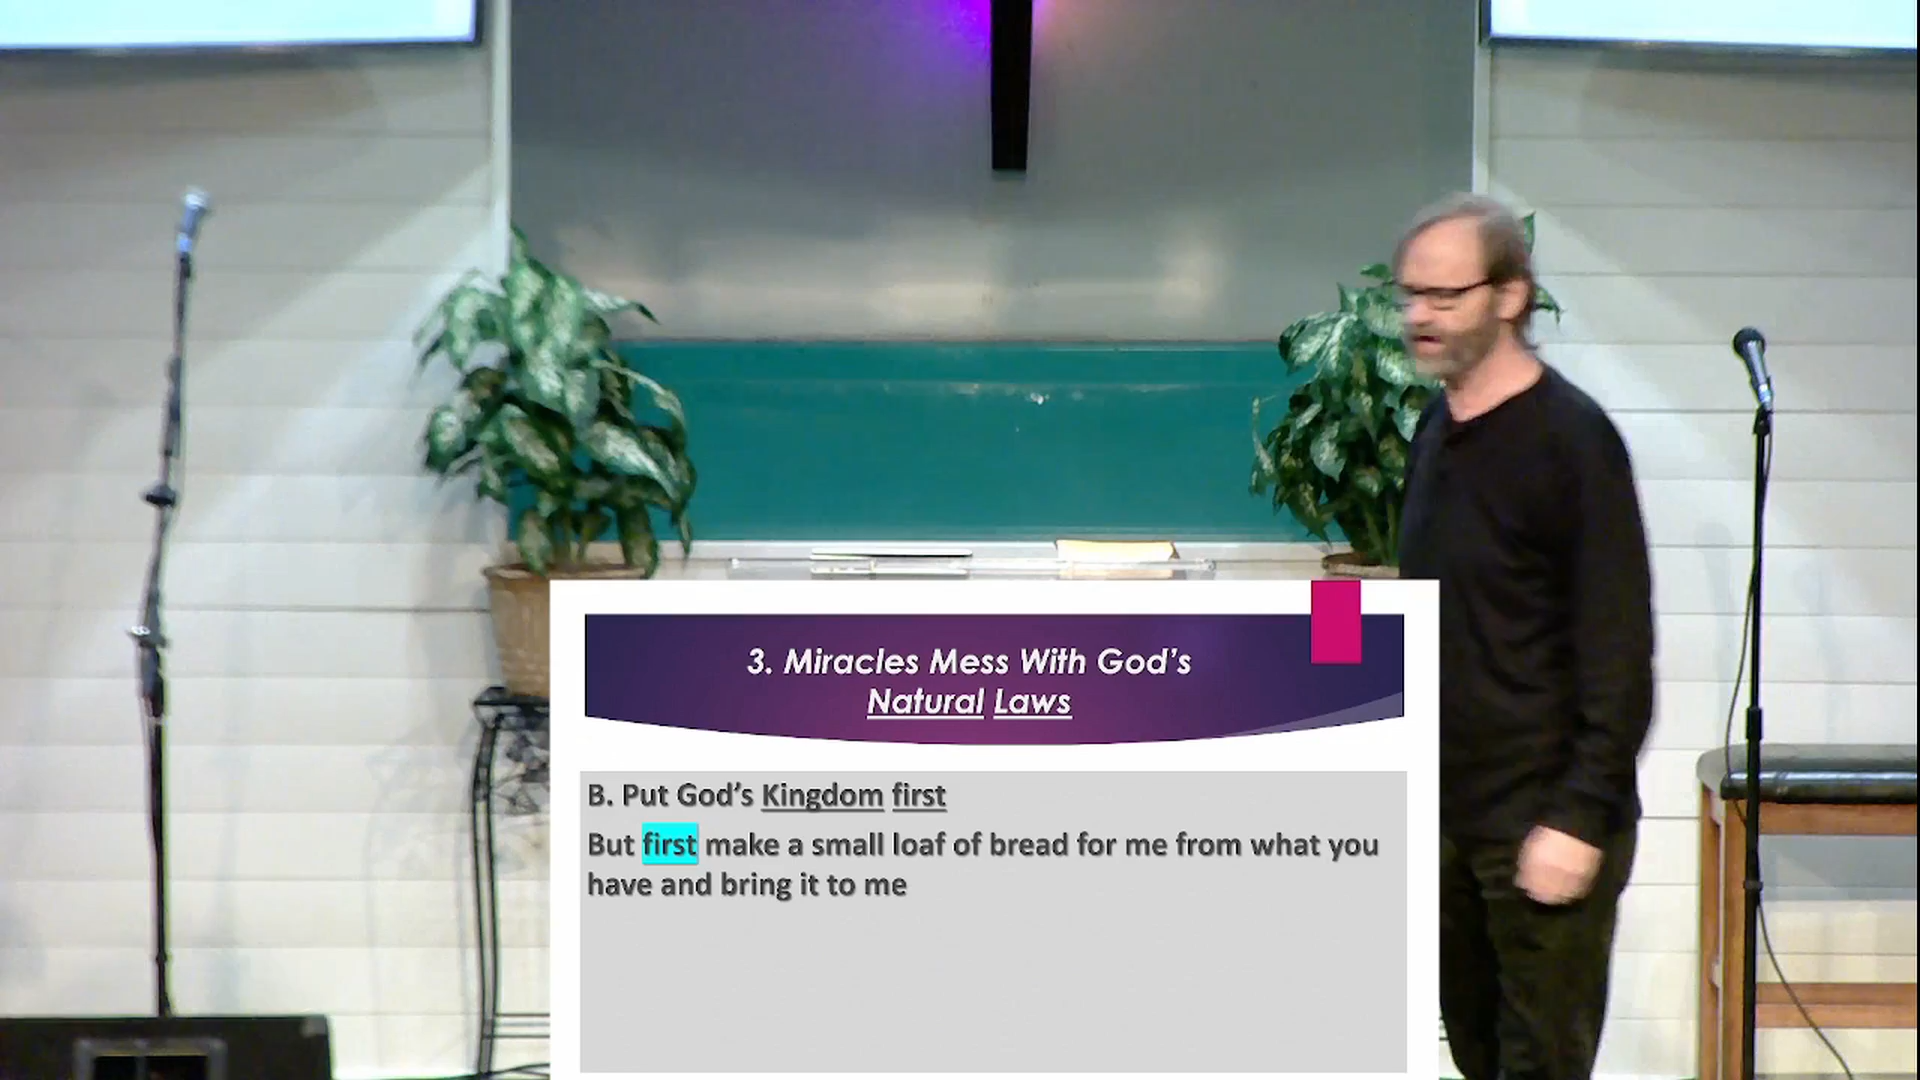 3. Miracles Mess With God's
Natural Laws
B. Put God's Kingdom first
But first make a small loaf of bread for me from what you
have and bring it to me